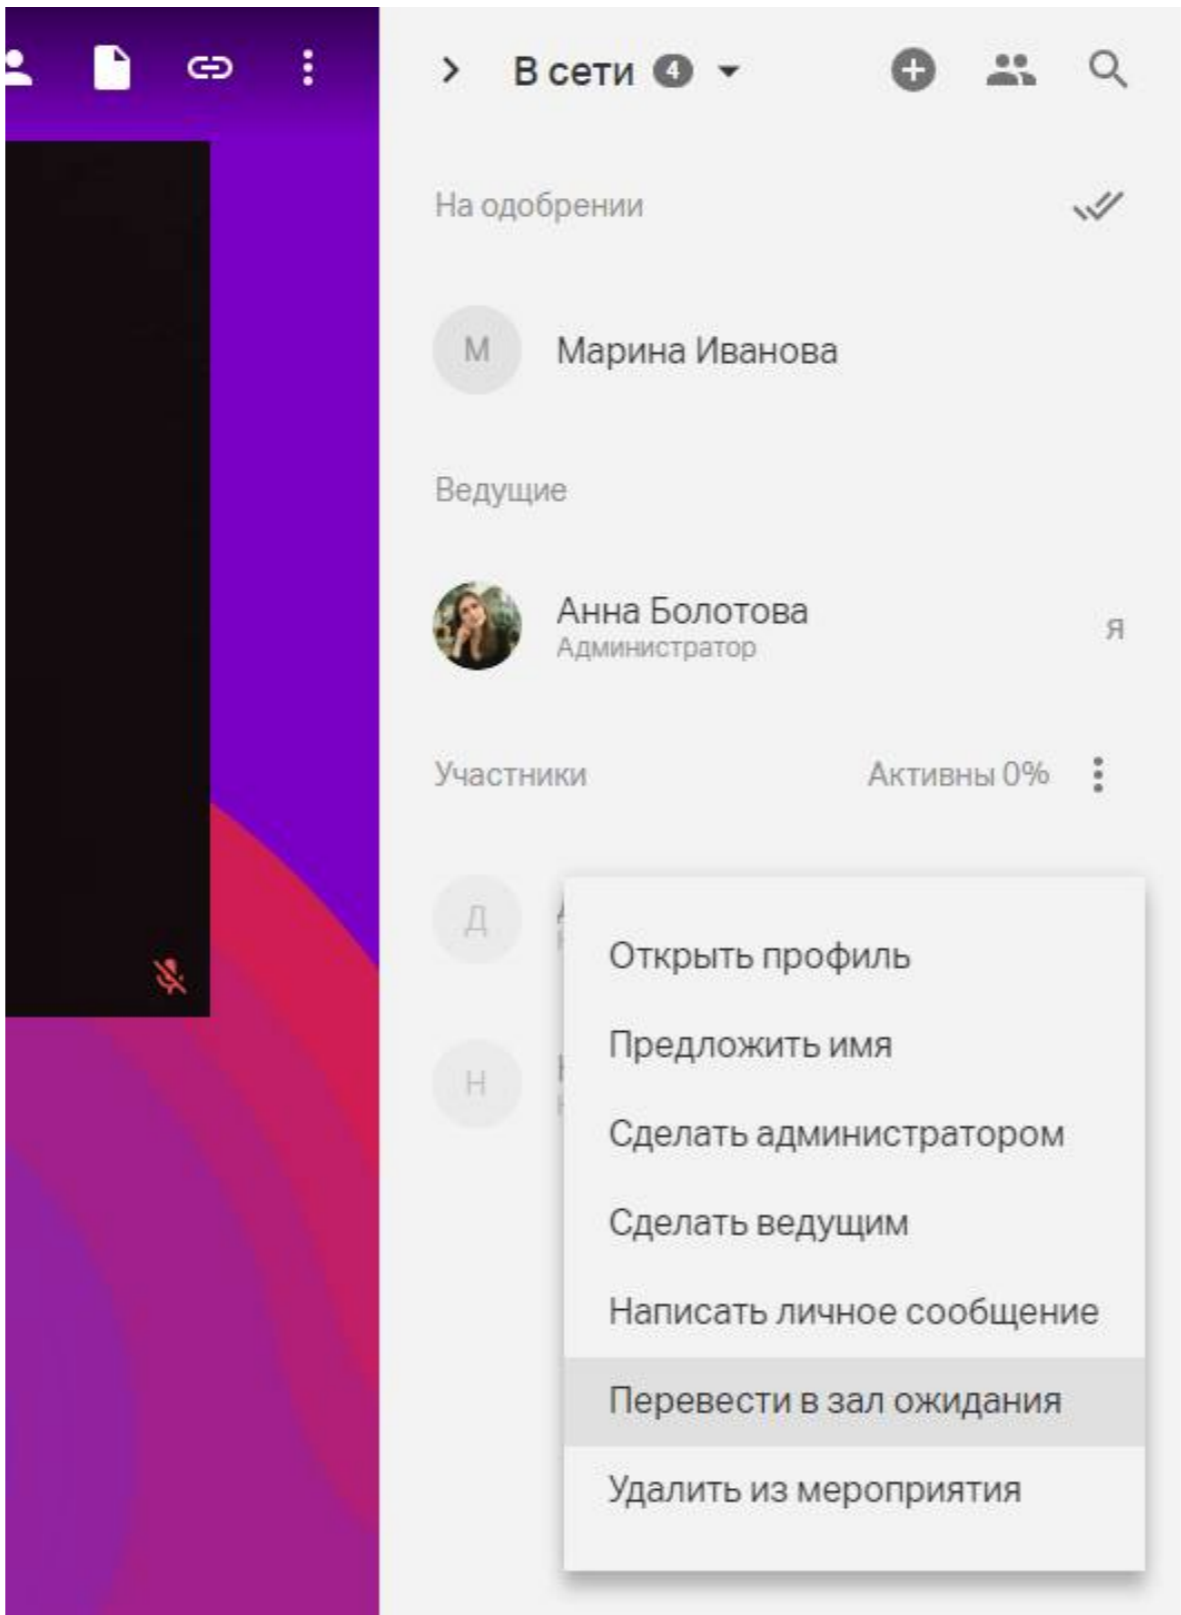 В сети 4
На одобрении
М
Марина Иванова
Ведущие
Анна Болотова
Администратор
я
Участники
Активны 0%
Д
Н
Открыть профиль
Предложить имя
Сделать администратором
Сделать ведущим
Написать личное сообщение
Перевести в зал ожидания
Удалить из мероприятия